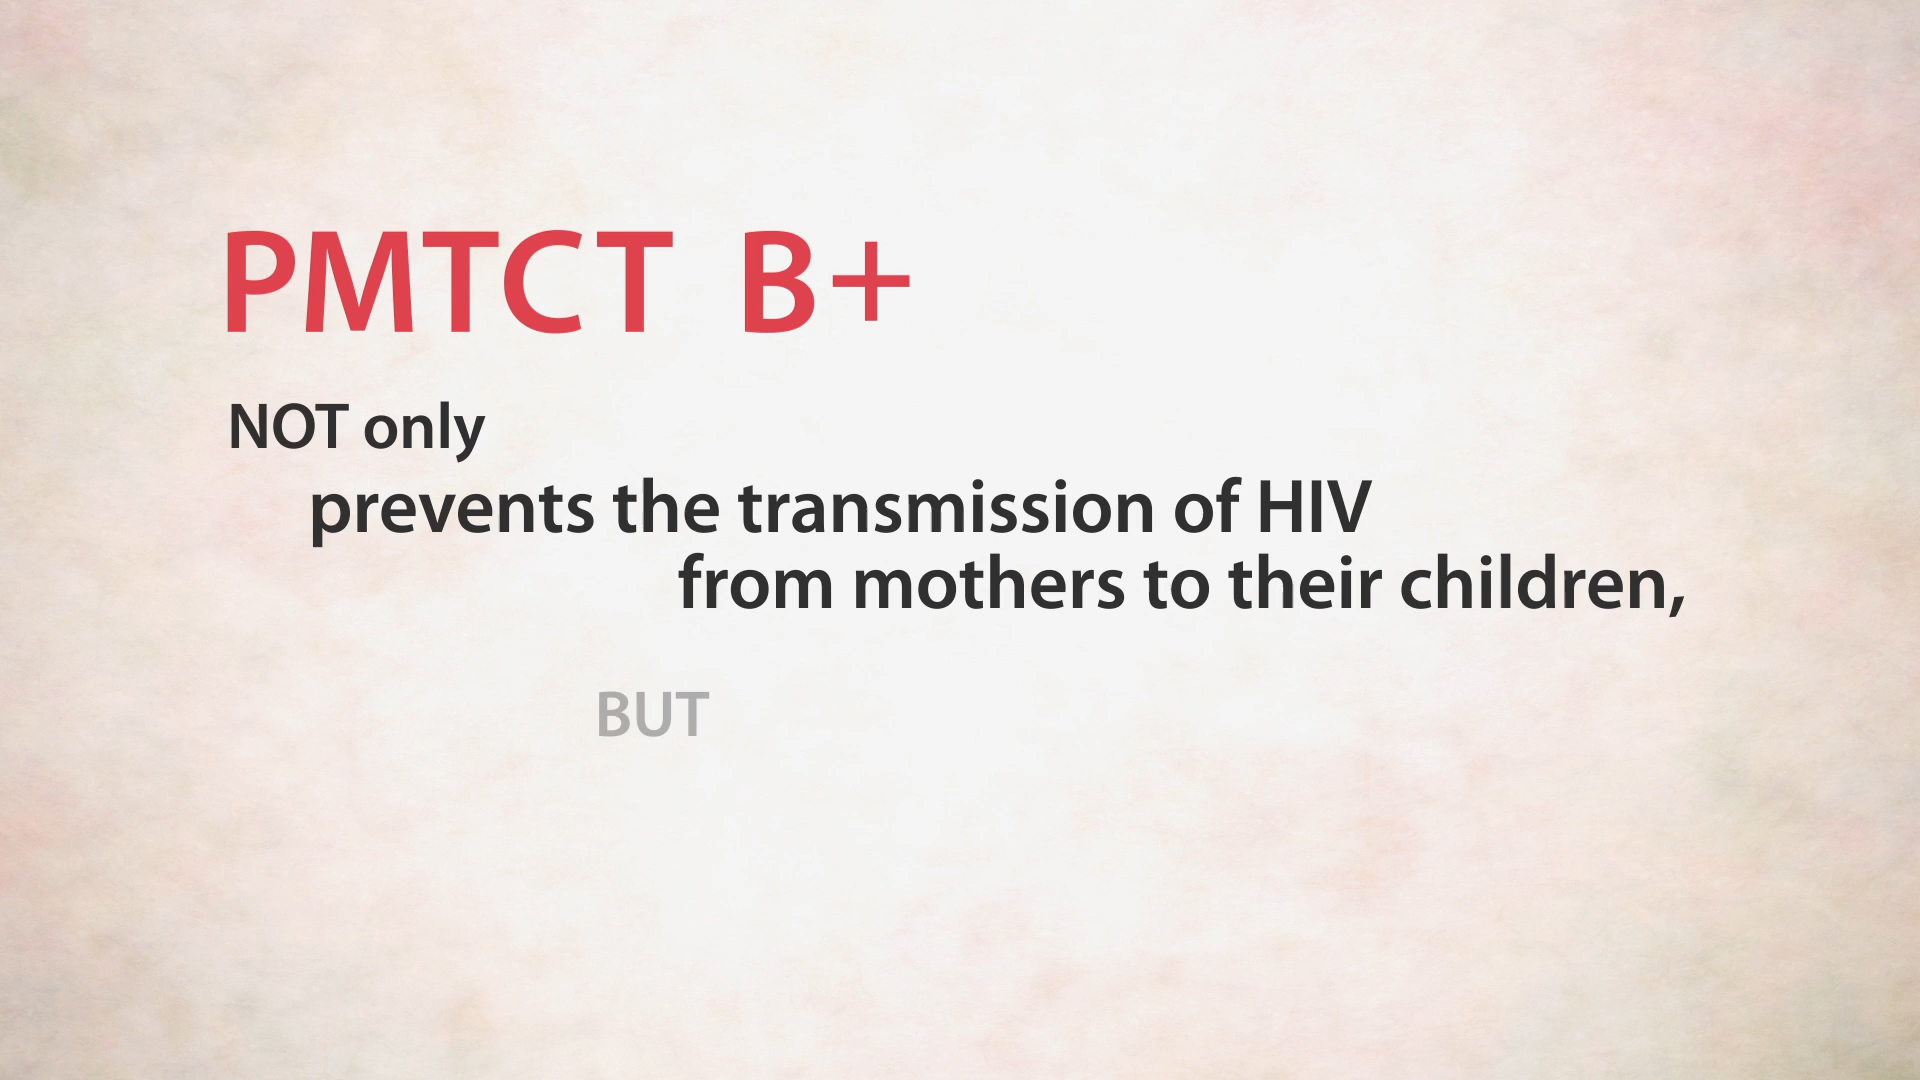 PMTCT B+
NOT only
prevents the transmission of HIV
from mothers to their children,
BUT